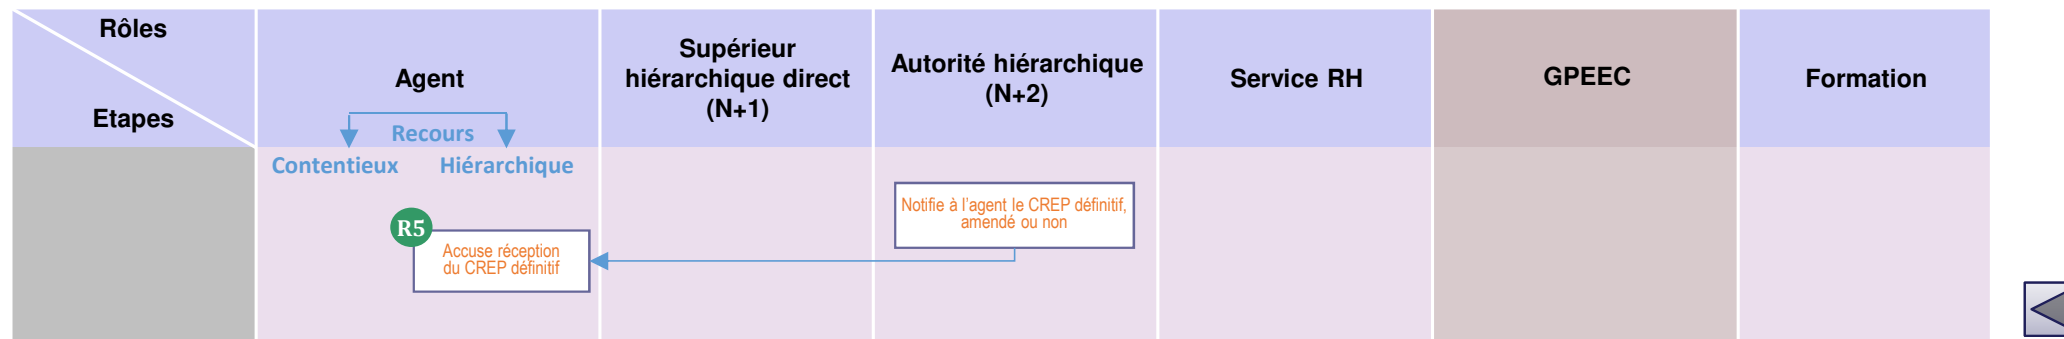 Rôles
Etapes
Agent
Supérieur
hiérarchique direct
(N+1)
Autorité hiérarchique
(N+2)
Service RH
GPEEC
Formation
Recours
Contentieux
Hiérarchique
Notifie à l'agent le CREP définitif,
amendé ou non
R5
Accuse réception
du CREP définitif